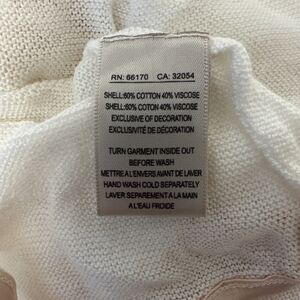 RN: 66170 CA: 32054
SHELL:60% COTTON 40% VISCOSE
SHELL:60% COTON 40% VISCOSE
EXCLUSIVE OF DECORATION
EXCLUSIVITÉ DE DÉCORATION
TURN GARMENT INSIDE OUT
BEFORE WASH
METTRE A L'ENVERS AVANT DE LAVER
HAND WASH COLD SEPARATELY
LAVER SEPAREMENT A LA MAIN
A L'EAU FROIDE